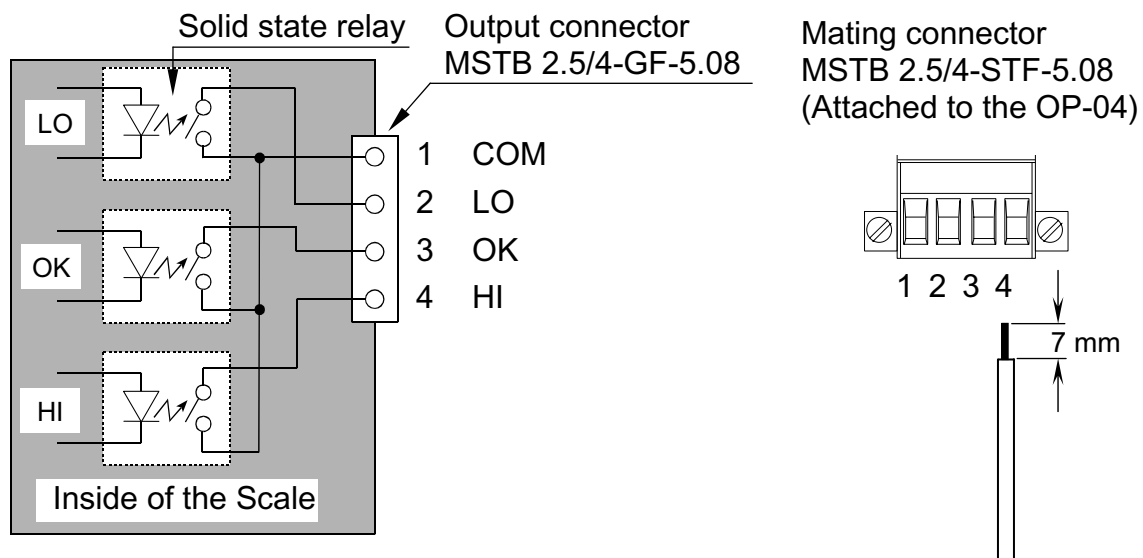 Solid state relay
Output connector
MSTB 2.5/4-GF-5.08
Mating connector
MSTB 2.5/4-STF-5.08
(Attached to the OP-04)
LO
OK
HI
Inside of the Scale
1 COM
2 LO
3 OK
4 HI
1 2 3 4
7 mm